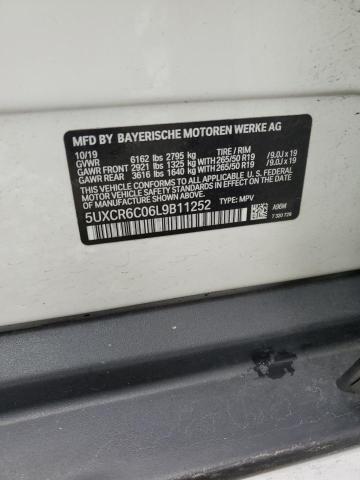 MFD BY BAYERISCHE MOTOREN WERKE AG
10/19 TIRE / RIM
GVWR 6162 lbs 2795 kg
GAWR FRONT 2921 lbs 1325 kg WITH 265/50 R19 /9.0J x 19
GAWR REAR 3616 lbs 1640 kg WITH 265/50 R19 /9.0J x 19
THIS VEHICLE CONFORMS TO ALL APPLICABLE U.S. FEDERAL
MOTOR VEHICLE SAFETY STANDARDS IN EFFECT ON
THE DATE OF MANUFACTURE SHOWN ABOVE.
5UXCR6C06L9B11252 TYPE: MPV
A96M